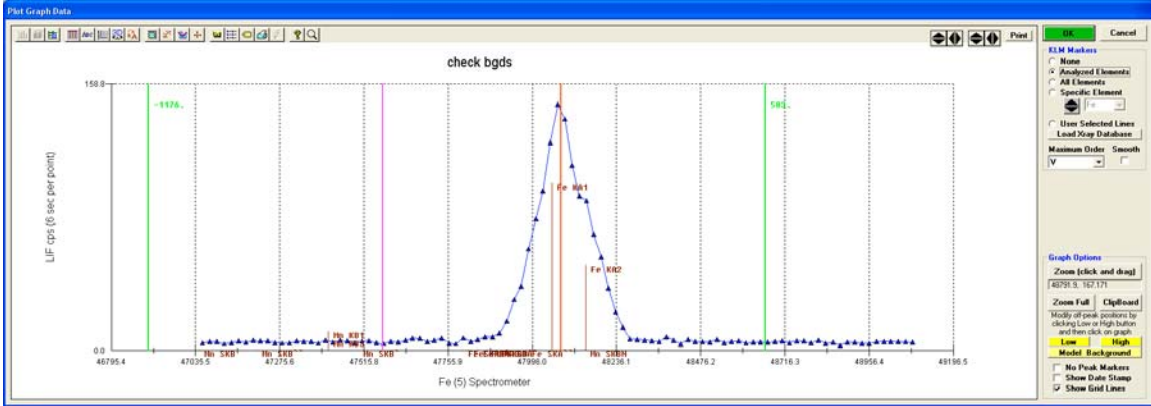 Plot Graph Data
Print
OK
Cancel
check bgds
KLM Markers
None
Analyzed Elements
All Elements
Specific Element
Fe
User Selected Lines
Load Xray Database
Maximum Order Smooth
V
158.8
-1176.
585.
LIF cps (6 sec per point)
Fe KA1
Fe KA2
Mn KB1
Mn SKB'
Mn SKB'
Mn SKB
Fe SKA
Mn SKBN
0.0
46795.4
47035.5
47275.6
47515.8
47755.9
47996.0
48236.1
48476.2
48716.3
48956.4
49196.5
Fe (5) Spectrometer
Graph Options
Zoom (click and drag)
48791.9, 167.171
Zoom Full
ClipBoard
Modify off-peak positions by
clicking Low or High button
and then click on graph
Low
High
Model Background
No Peak Markers
Show Date Stamp
Show Grid Lines